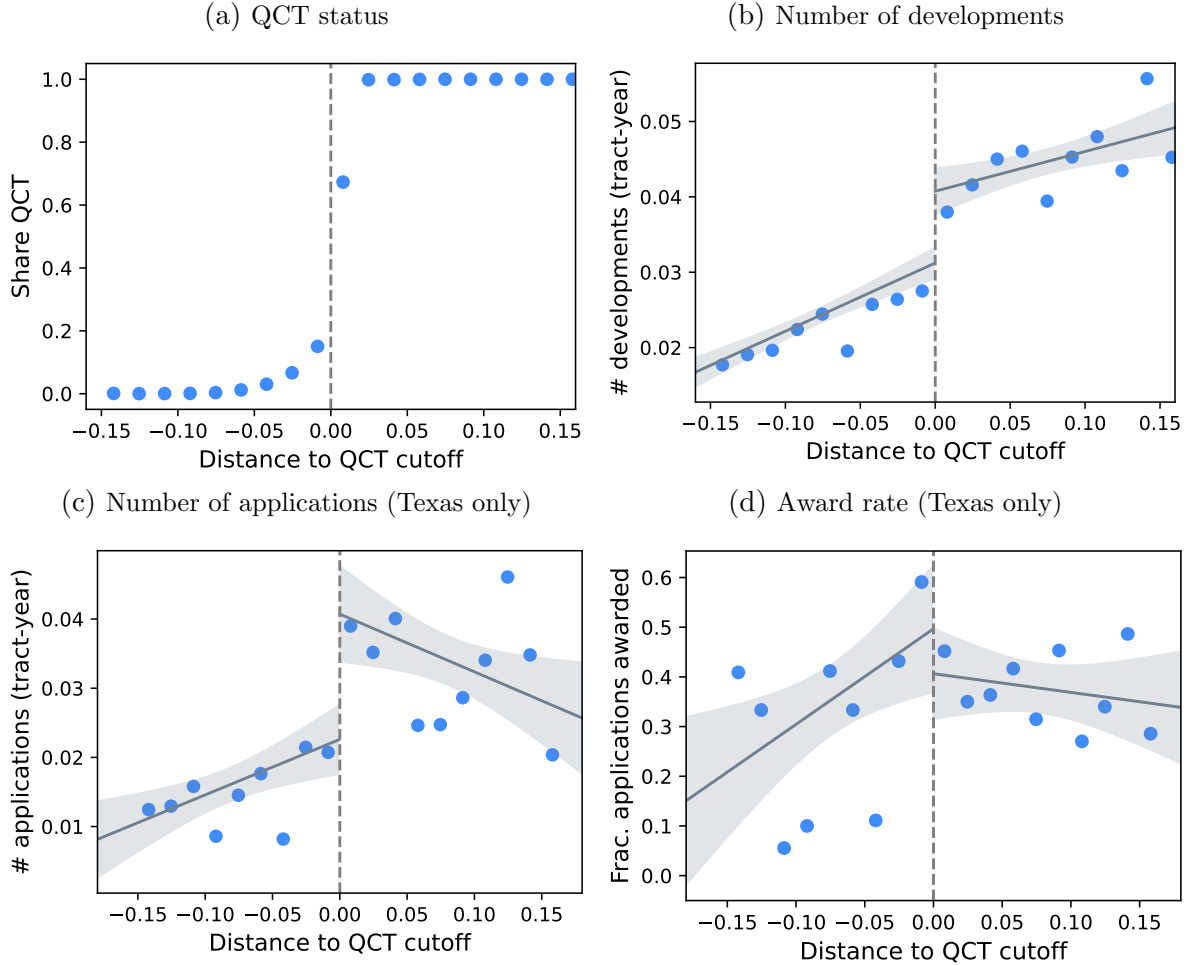 (a) QCT status
Share QCT
1.0
0.8
0.6
0.4
0.2
0.0
−0.15 −0.10 −0.05 0.00 0.05 0.10 0.15
Distance to QCT cutoff
(b) Number of developments
# developments (tract-year)
0.05
0.04
0.03
0.02
−0.15 −0.10 −0.05 0.00 0.05 0.10 0.15
Distance to QCT cutoff
(c) Number of applications (Texas only)
# applications (tract-year)
0.04
0.03
0.02
0.01
−0.15 −0.10 −0.05 0.00 0.05 0.10 0.15
Distance to QCT cutoff
(d) Award rate (Texas only)
Frac. applications awarded
0.6
0.5
0.4
0.3
0.2
0.1
0.0
−0.15 −0.10 −0.05 0.00 0.05 0.10 0.15
Distance to QCT cutoff